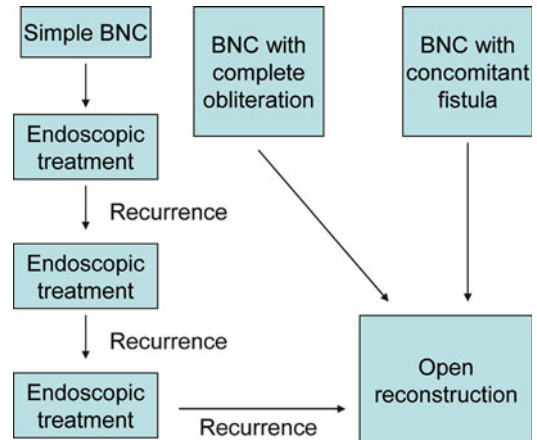 Simple BNC
BNC with
complete
obliteration
BNC with
concomitant
fistula
Endoscopic
treatment
Recurrence
Endoscopic
treatment
Recurrence
Endoscopic
treatment
Recurrence
Open
reconstruction